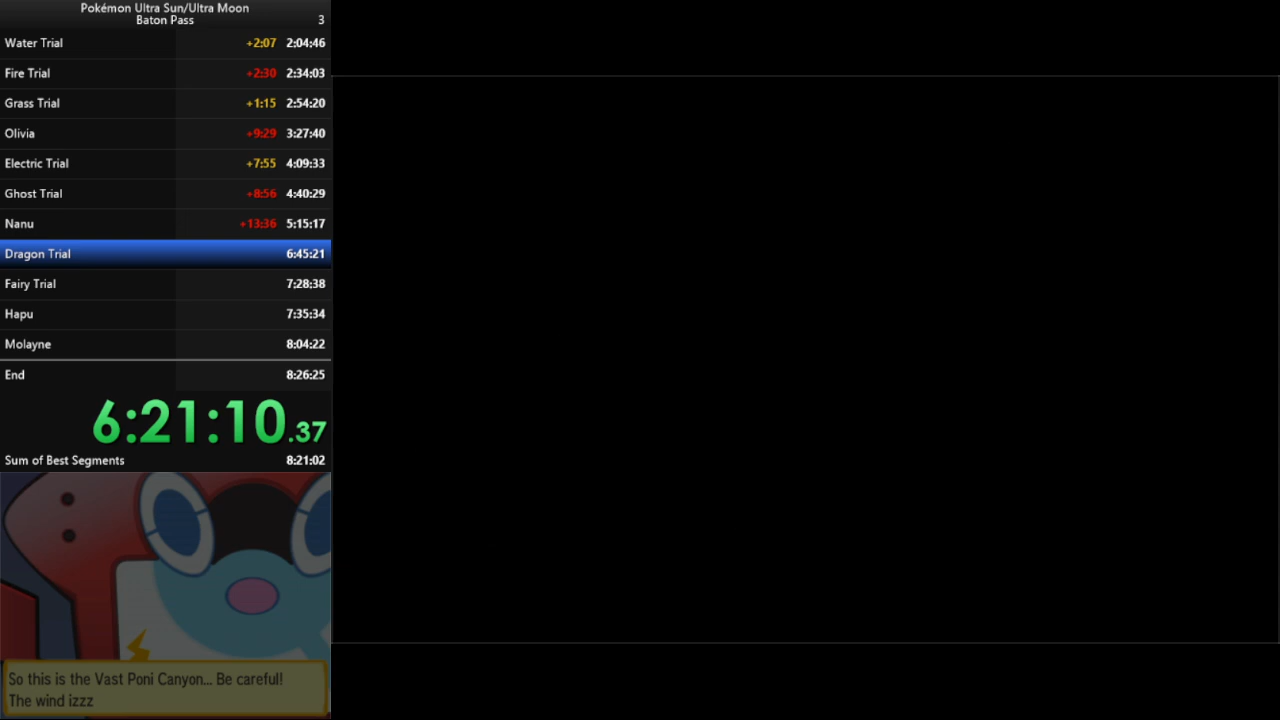 Pokémon Ultra Sun/Ultra Moon
Baton Pass 3
Water Trial +2:07 2:04:46
Fire Trial +2:30 2:34:03
Grass Trial +1:15 2:54:20
Olivia +9:29 3:27:40
Electric Trial +7:55 4:09:33
Ghost Trial +8:56 4:40:29
Nanu +13:36 5:15:17
Dragon Trial 6:45:21
Fairy Trial 7:28:38
Hapu 7:35:34
Molayne 8:04:22
End 8:26:25
6:21:10.37
Sum of Best Segments 8:21:02
So this is the Vast Poni Canyon... Be careful!
The wind izzz